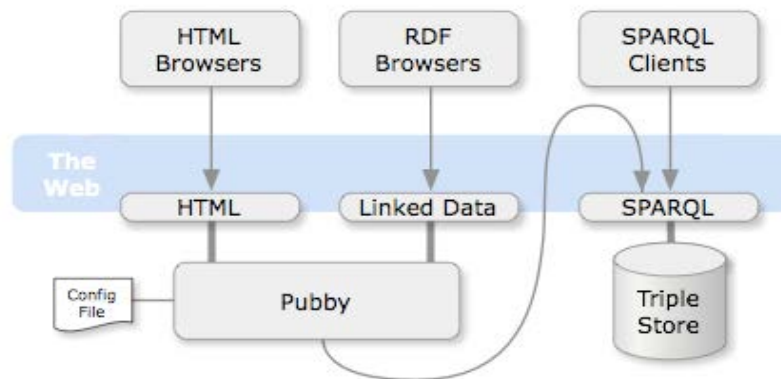 HTML
Browsers
RDF
Browsers
SPARQL
Clients
The
Web
HTML
Linked Data
SPARQL
Config
File
Pubby
Triple
Store